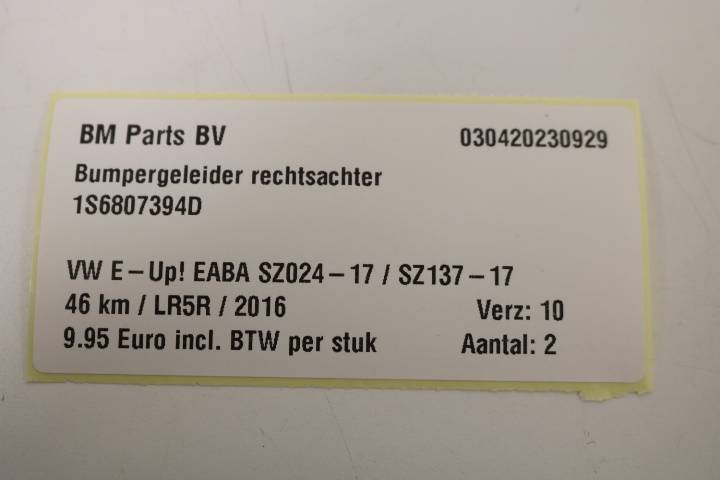 BM Parts BV 030420230929
Bumpergeleider rechtsachter
1S6807394D
VW E-Up! EABA SZ024-17 / SZ137-17
46 km / LR5R / 2016 Verz: 10
9.95 Euro incl. BTW per stuk Aantal: 2